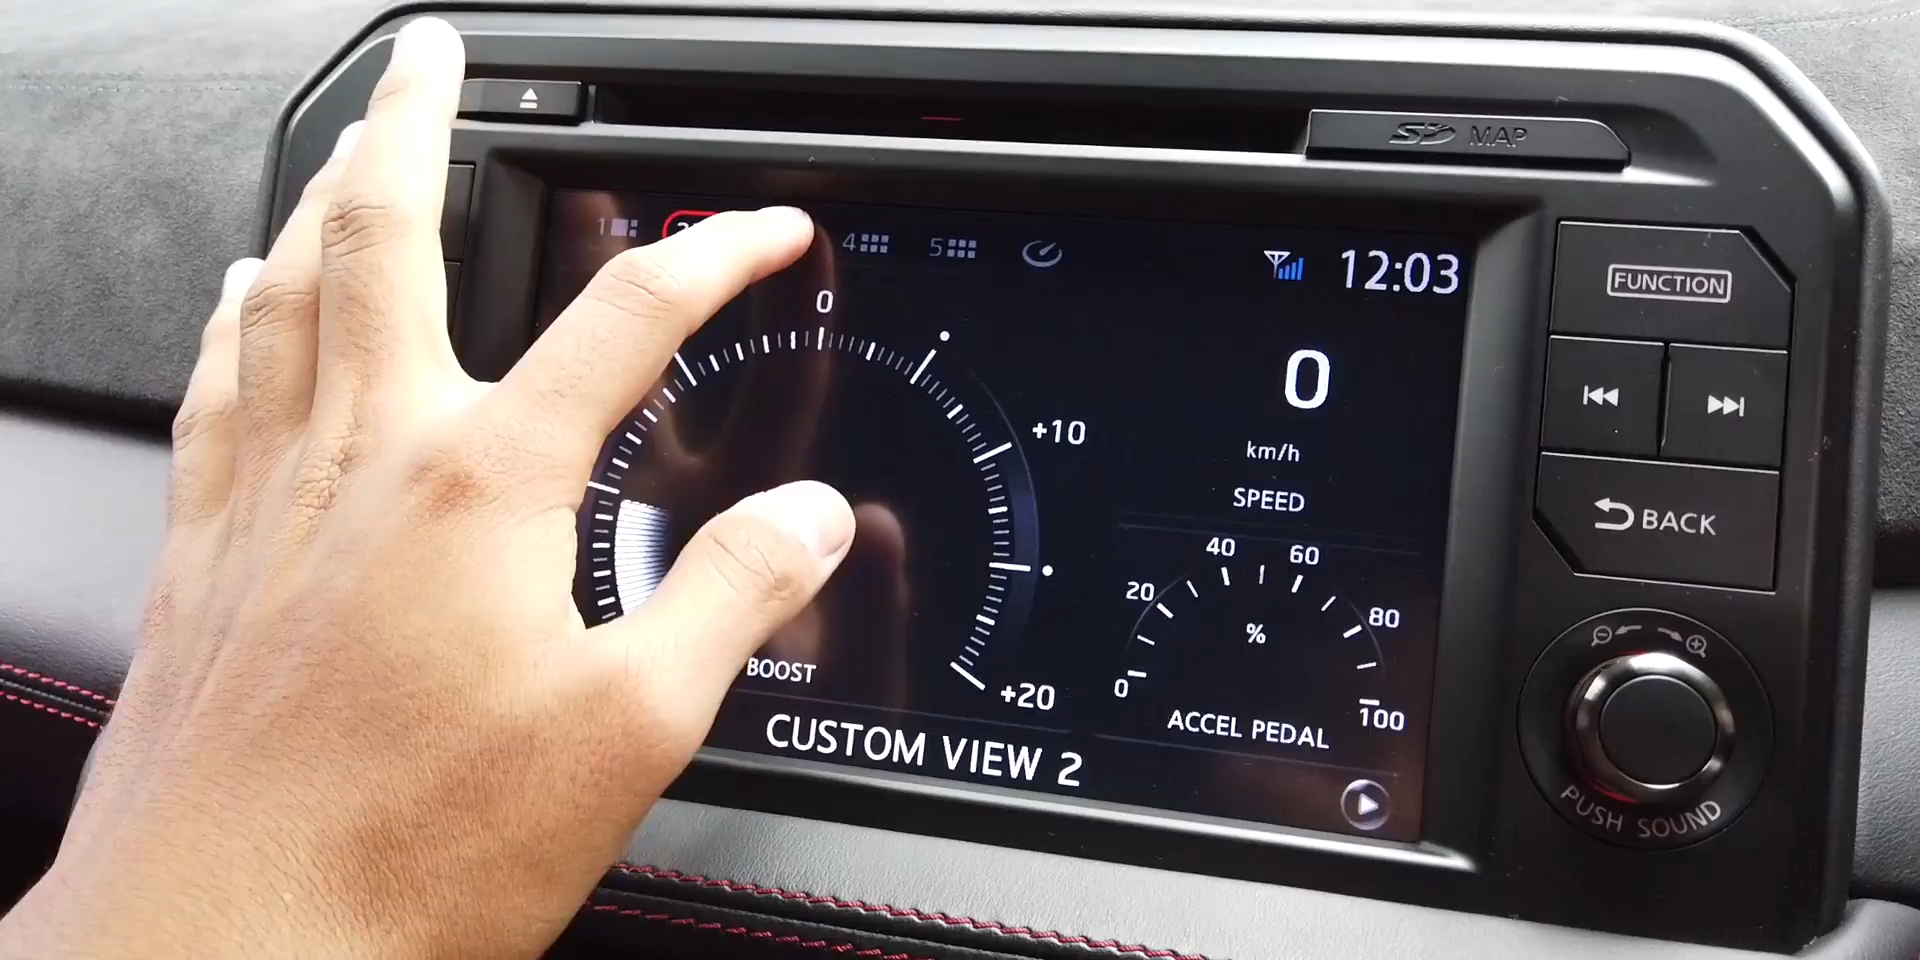 SD MAP
1
2
4
5
12:03
FUNCTION
0
0
km/h
SPEED
+10
+20
BOOST
BACK
0
20
40
60
80
100
%
ACCEL PEDAL
CUSTOM VIEW 2
PUSH SOUND